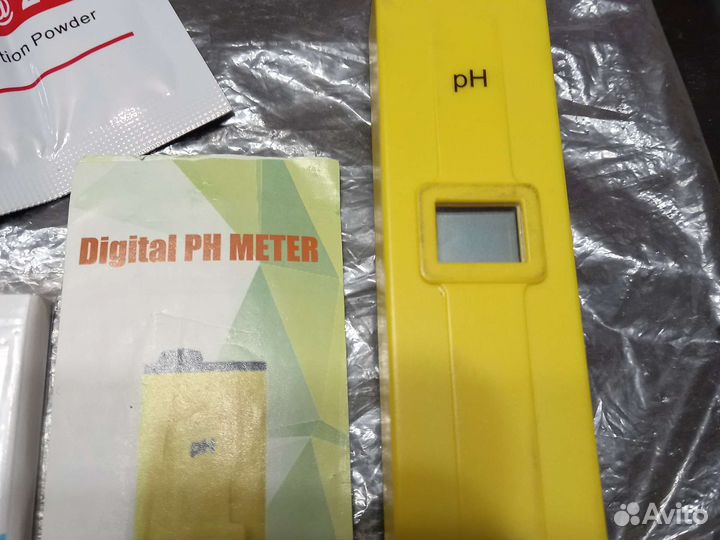 tion Powder
pH
Digital PH METER
pH
Avito